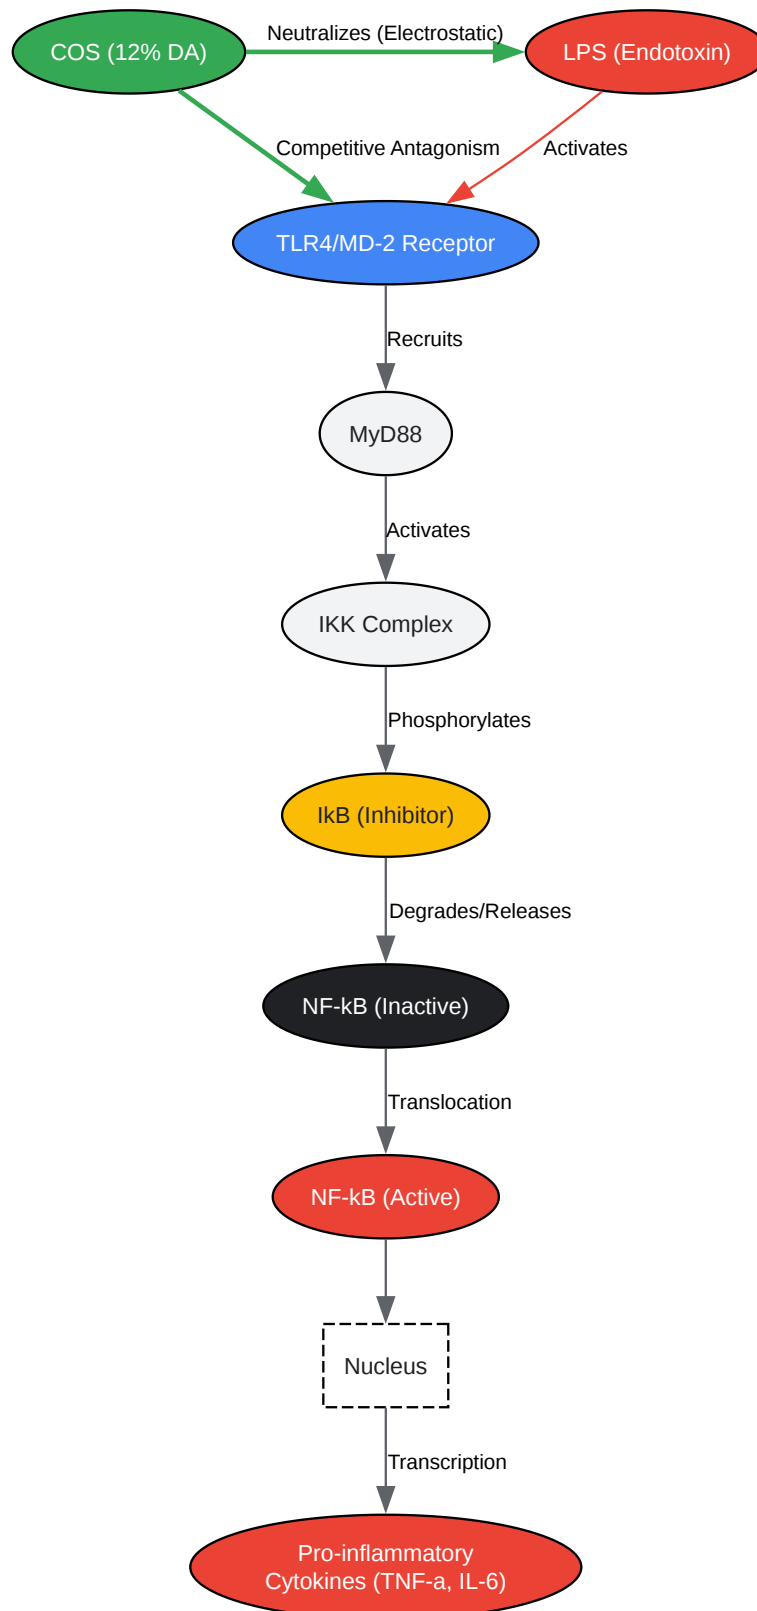 Neutralizes (Electrostatic)
COS (12% DA)
LPS (Endotoxin)
Competitive Antagonism
Activates
TLR4/MD-2 Receptor
Recruits
MyD88
Activates
IKK Complex
Phosphorylates
IkB (Inhibitor)
Degrades/Releases
NF-kB (Inactive)
Translocation
NF-kB (Active)
Nucleus
Transcription
Pro-inflammatory
Cytokines (TNF-a, IL-6)